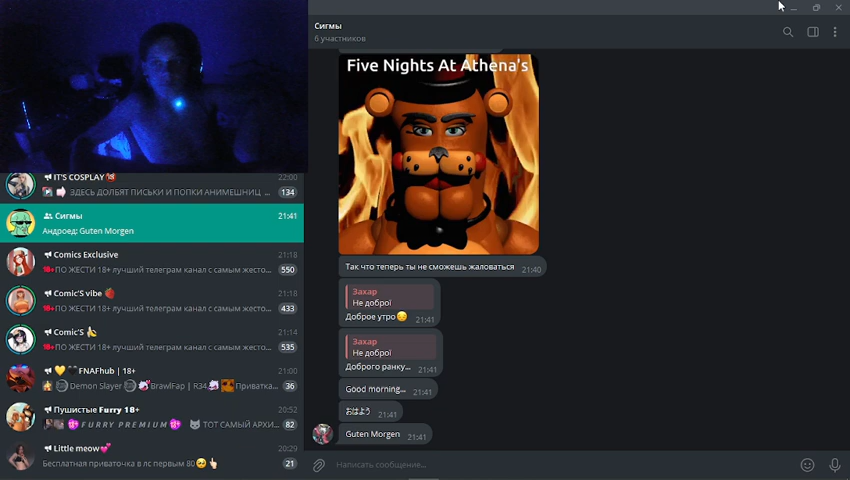 Сигмы
6 участников
Five Nights At Athena's
Так что теперь ты не сможешь жаловаться 21:40
Захар
Не доброї
Доброе утро 21:41
Захар
Не доброї
Доброго ранку... 21:41
Good morning... 21:41
おはよう 21:41
Guten Morgen 21:41
Написать сообщение...
IT'S COSPLAY 22:00
ЗДЕСЬ ДОЛБЯТ ПИСЬКИ И ПОПКИ АНИМЕШНИЦ ... 134
Сигмы 21:41
Андроед: Guten Morgen
Comics Exclusive 21:18
ПО ЖЕСТИ 18+ лучший телеграм канал с самым жесто... 550
Comic'S vibe 21:18
ПО ЖЕСТИ 18+ лучший телеграм канал с самым жесто... 433
Comic'S 21:14
ПО ЖЕСТИ 18+ лучший телеграм канал с самым жесто... 535
FNAFhub | 18+ 21:00
Demon Slayer BrawlFap | R34 Приватка... 36
Пушистые Furry 18+ 20:52
FURRY PREMIUM ТОТ САМЫЙ АРХИ... 82
Little meow 20:29
Бесплатная приваточка в лс первым 80 21